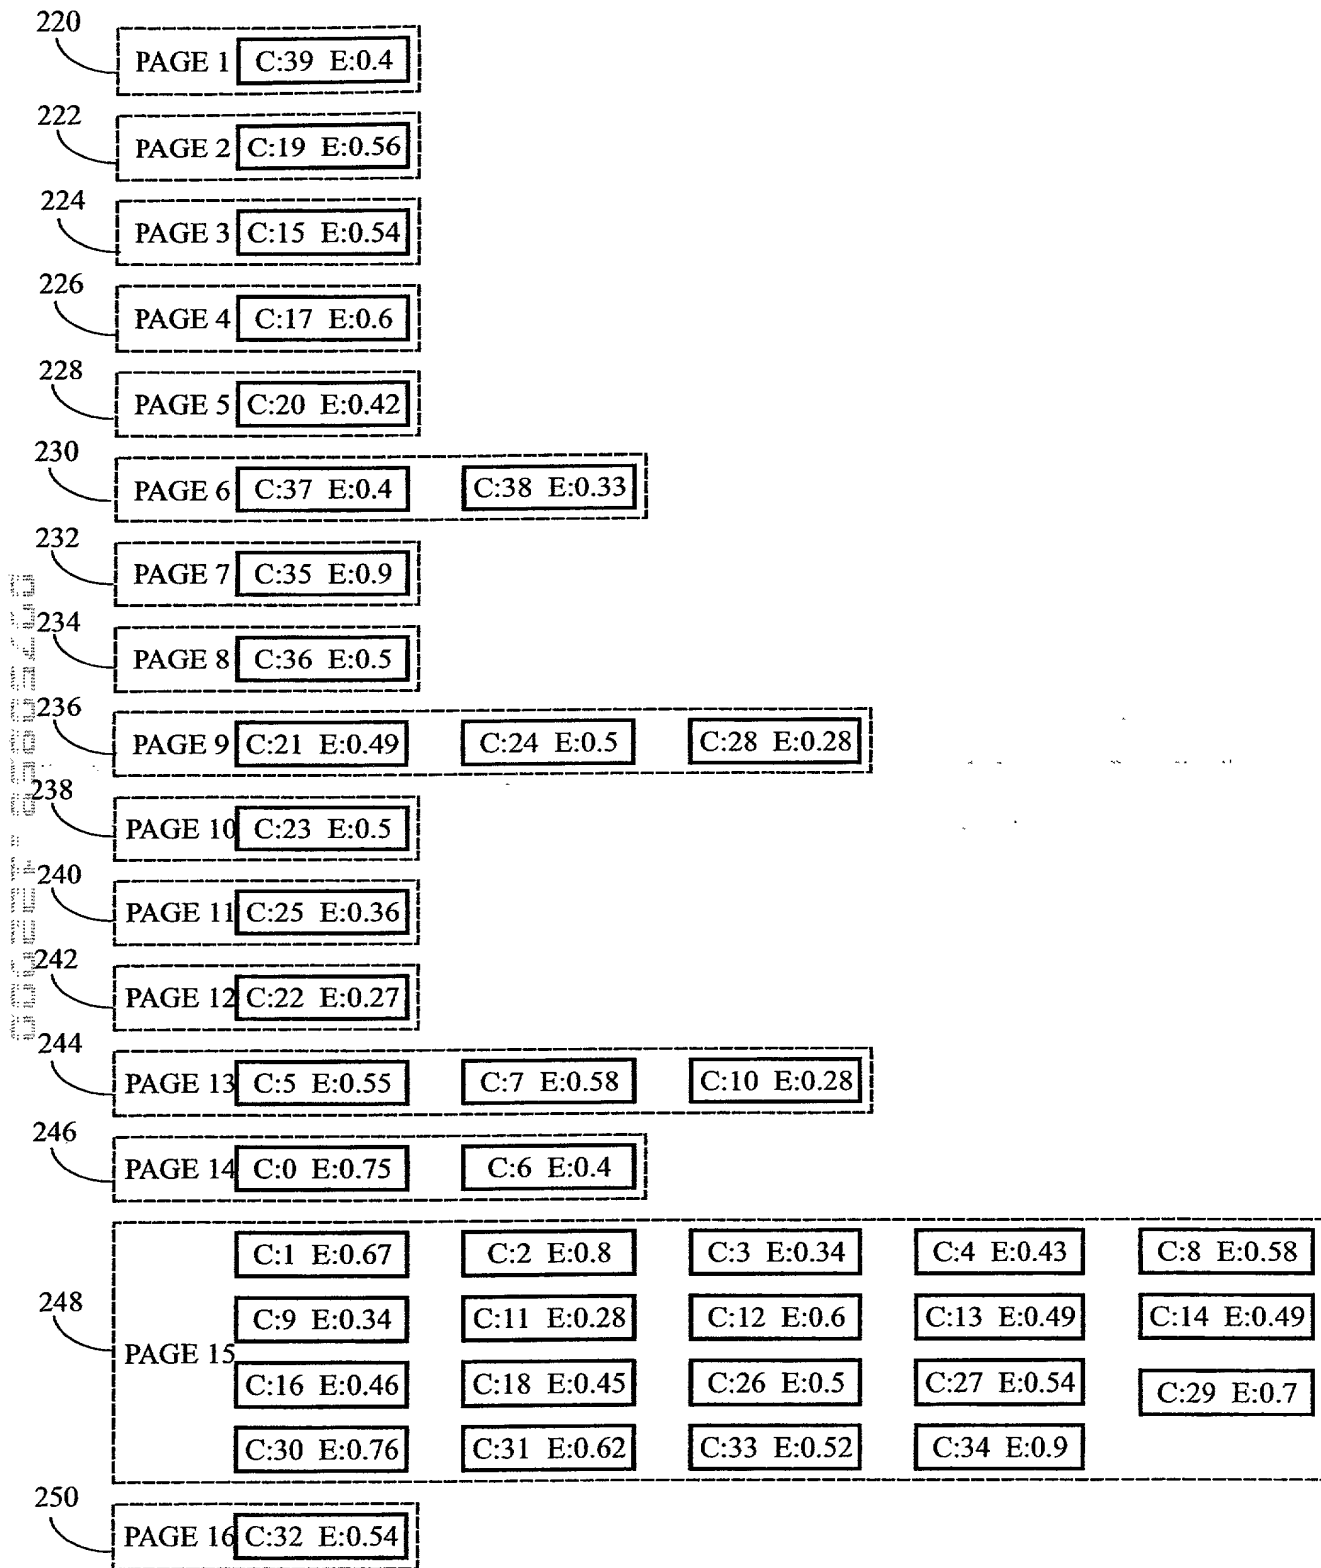 220
PAGE 1 C:39 E:0.4
222
PAGE 2 C:19 E:0.56
224
PAGE 3 C:15 E:0.54
226
PAGE 4 C:17 E:0.6
228
PAGE 5 C:20 E:0.42
230
PAGE 6 C:37 E:0.4 C:38 E:0.33
232
PAGE 7 C:35 E:0.9
234
PAGE 8 C:36 E:0.5
236
PAGE 9 C:21 E:0.49 C:24 E:0.5 C:28 E:0.28
238
PAGE 10 C:23 E:0.5
240
PAGE 11 C:25 E:0.36
242
PAGE 12 C:22 E:0.27
244
PAGE 13 C:5 E:0.55 C:7 E:0.58 C:10 E:0.28
246
PAGE 14 C:0 E:0.75 C:6 E:0.4
C:1 E:0.67 C:2 E:0.8 C:3 E:0.34 C:4 E:0.43 C:8 E:0.58
248
C:9 E:0.34 C:11 E:0.28 C:12 E:0.6 C:13 E:0.49 C:14 E:0.49
PAGE 15
C:16 E:0.46 C:18 E:0.45 C:26 E:0.5 C:27 E:0.54 C:29 E:0.7
C:30 E:0.76 C:31 E:0.62 C:33 E:0.52 C:34 E:0.9
250
PAGE 16 C:32 E:0.54